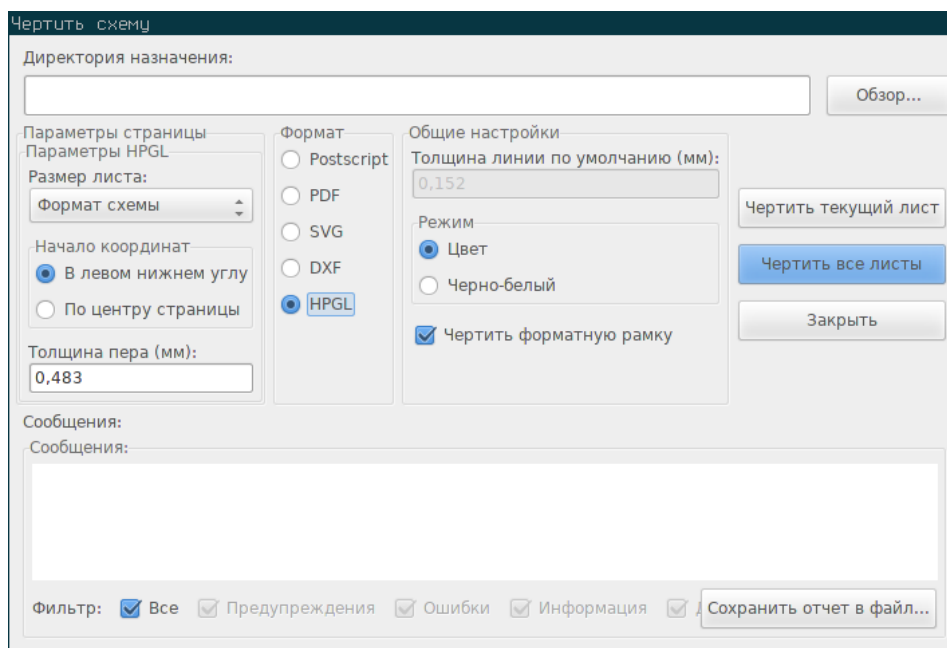 Чертить схему
Директория назначения:
Обзор...
Параметры страницы
Параметры HPGL
Размер листа:
Формат схемы
Начало координат
В левом нижнем углу
По центру страницы
Толщина пера (мм):
0,483
Формат
Postscript
PDF
SVG
DXF
HPGL
Общие настройки
Толщина линии по умолчанию (мм):
0,152
Режим
Цвет
Черно-белый
Чертить форматную рамку
Чертить текущий лист
Чертить все листы
Закрыть
Сообщения:
Сообщения:
Фильтр: Все Предупреждения Ошибки Информация Сохранить отчет в файл...